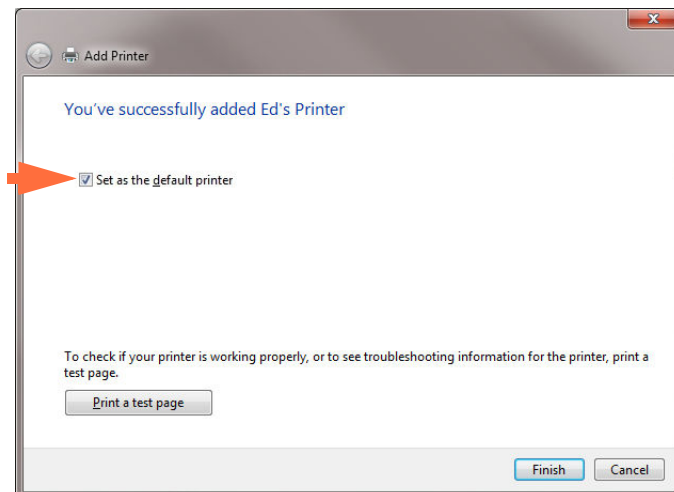 Add Printer
You've successfully added Ed's Printer
Set as the default printer
To check if your printer is working properly, or to see troubleshooting information for the printer, print a
test page.
Print a test page
Finish Cancel